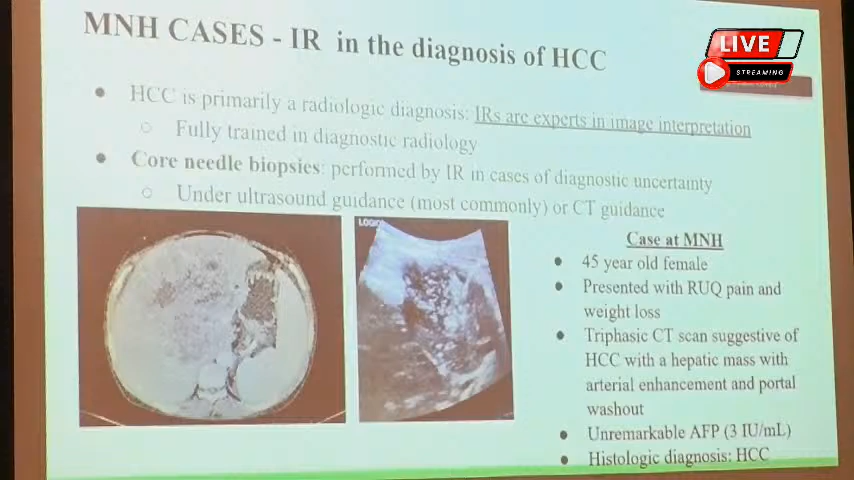 MNH CASES - IR in the diagnosis of HCC
LIVE
STREAMING
● HCC is primarily a radiologic diagnosis: IRs are experts in image interpretation
○ Fully trained in diagnostic radiology
● Core needle biopsies: performed by IR in cases of diagnostic uncertainty
○ Under ultrasound guidance (most commonly) or CT guidance
Case at MNH
● 45 year old female
● Presented with RUQ pain and
weight loss
● Triphasic CT scan suggestive of
HCC with a hepatic mass with
arterial enhancement and portal
washout
● Unremarkable AFP (3 IU/mL)
● Histologic diagnosis: HCC